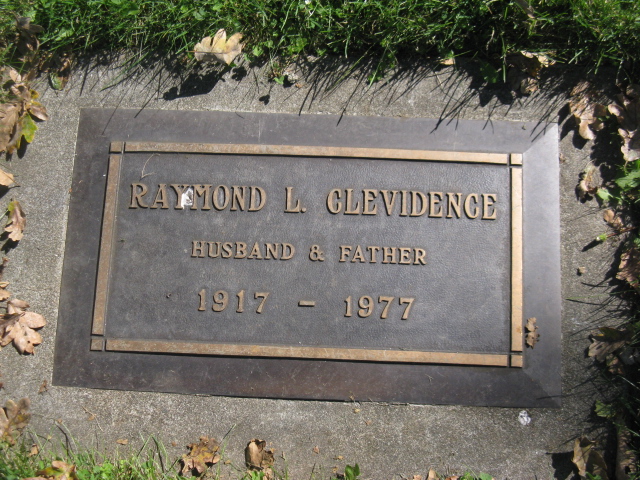 RAYMOND L. CLEVIDENCE
HUSBAND & FATHER
1917 - 1977